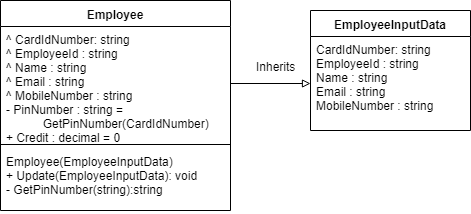 Employee
^ CardIdNumber: string
^ EmployeeId : string
^ Name : string
^ Email : string
^ MobileNumber : string
- PinNumber : string =
GetPinNumber(CardIdNumber)
+ Credit : decimal = 0
Employee(EmployeeInputData)
+ Update(EmployeeInputData): void
- GetPinNumber(string):string
Inherits
EmployeeInputData
CardIdNumber: string
EmployeeId : string
Name : string
Email : string
MobileNumber : string